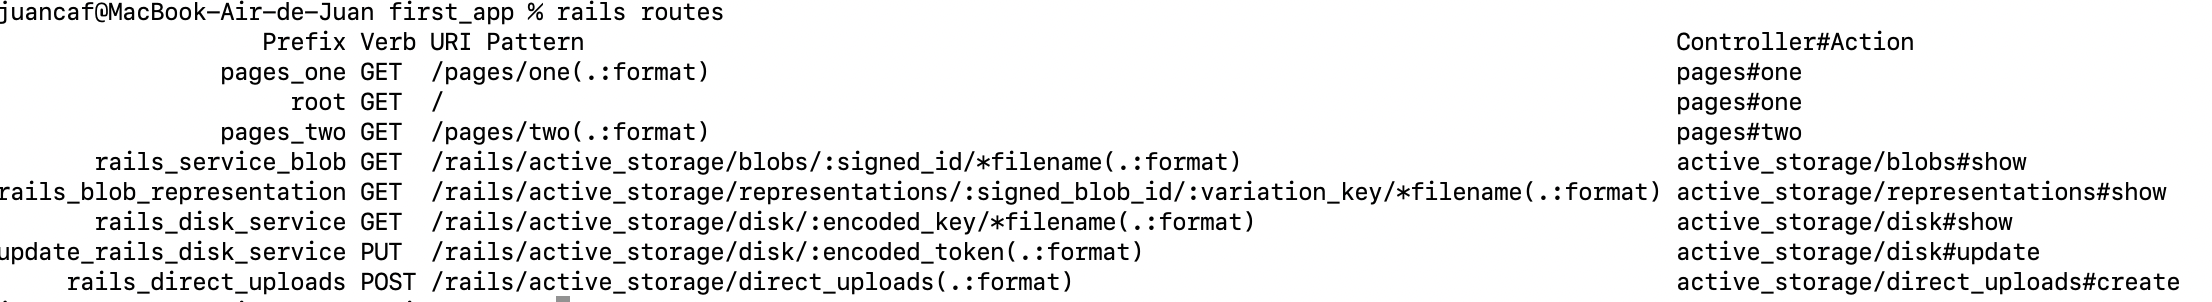 juancaf@MacBook-Air-de-Juan first_app % rails routes
Prefix Verb URI Pattern Controller#Action
pages_one GET /pages/one(.:format) pages#one
root GET / pages#one
pages_two GET /pages/two(.:format) pages#two
rails_service_blob GET /rails/active_storage/blobs/:signed_id/*filename(.:format) active_storage/blobs#show
rails_blob_representation GET /rails/active_storage/representations/:signed_blob_id/:variation_key/*filename(.:format) active_storage/representations#show
rails_disk_service GET /rails/active_storage/disk/:encoded_key/*filename(.:format) active_storage/disk#show
update_rails_disk_service PUT /rails/active_storage/disk/:encoded_token(.:format) active_storage/disk#update
rails_direct_uploads POST /rails/active_storage/direct_uploads(.:format) active_storage/direct_uploads#create